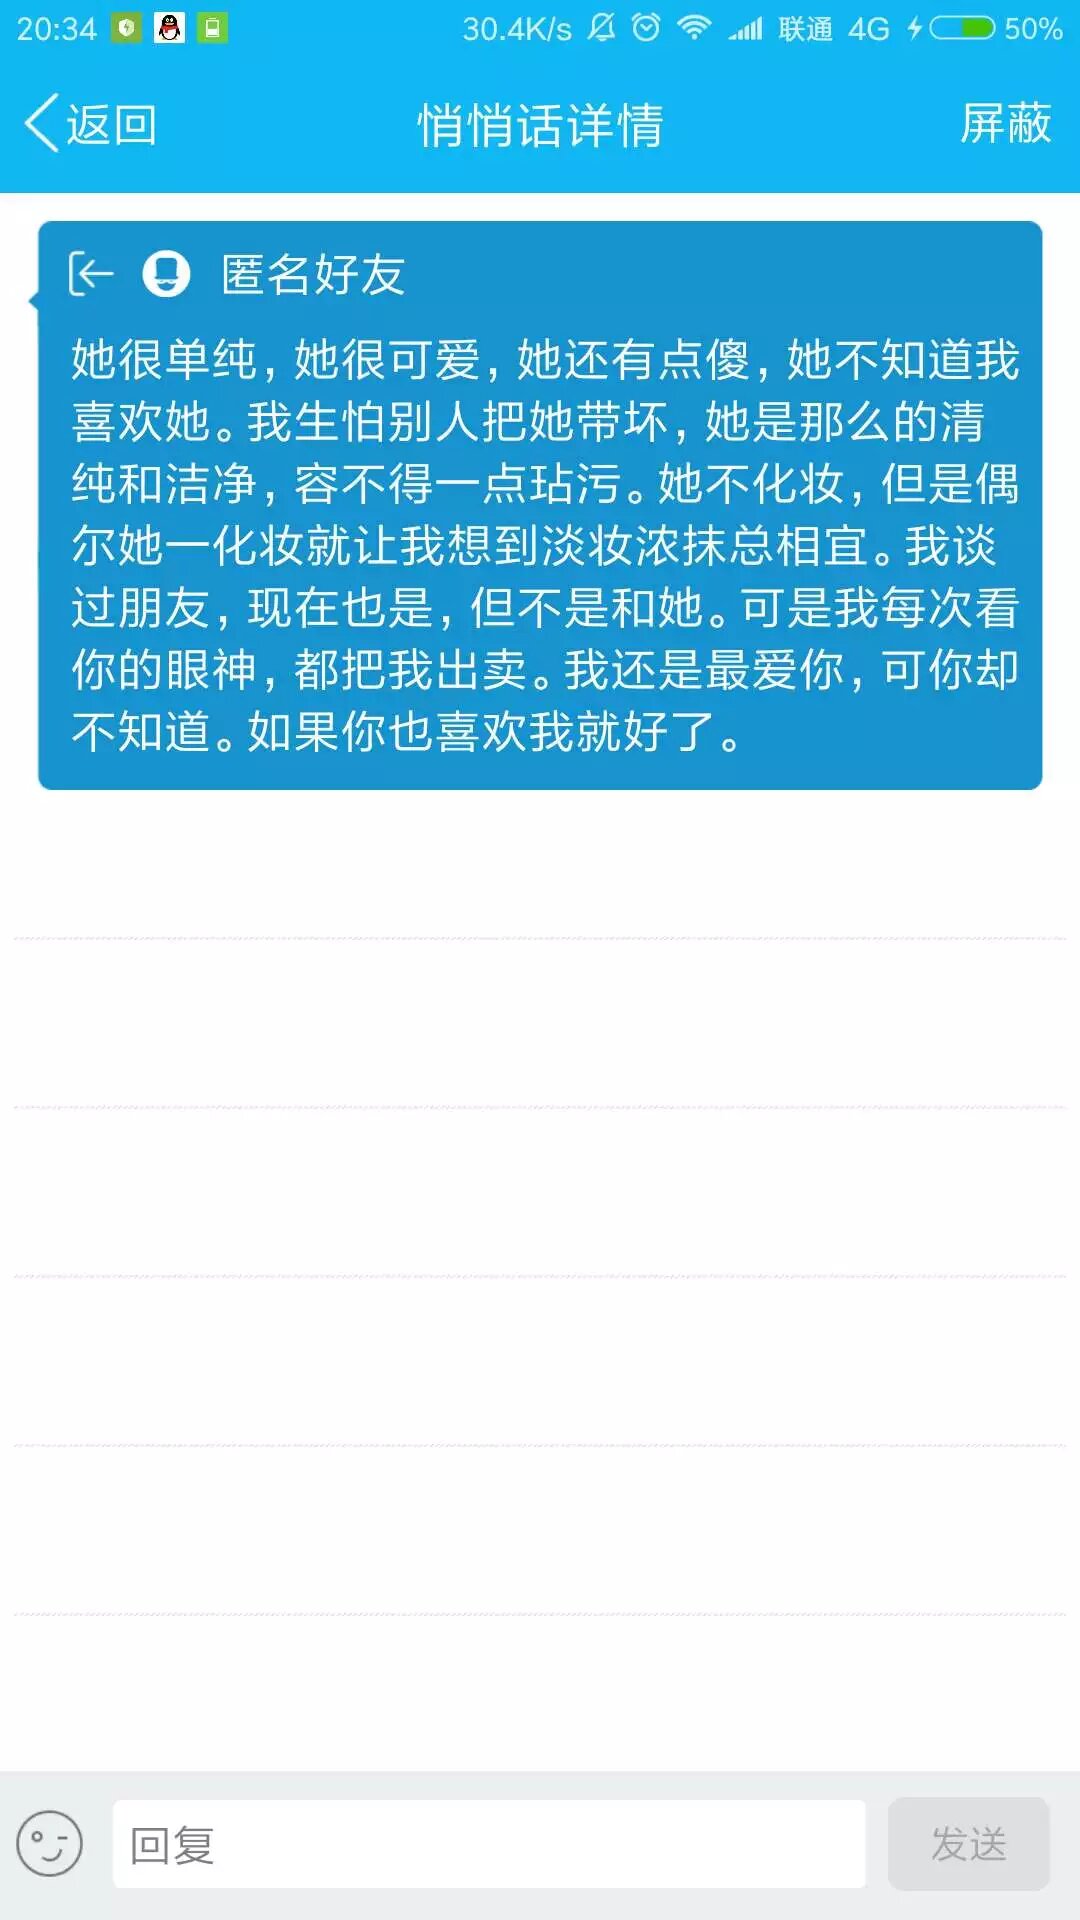 20:34 30.4K/s 联通 4G 50%
返回 悄悄话详情 屏蔽
匿名好友
她很单纯，她很可爱，她还有点傻，她不知道我
喜欢她。我生怕别人把她带坏，她是那么的清
纯和洁净，容不得一点玷污。她不化妆，但是偶
尔她一化妆就让我想到淡妆浓抹总相宜。我谈
过朋友，现在也是，但不是和她。可是我每次看
你的眼神，都把我出卖。我还是最爱你，可你却
不知道。如果你也喜欢我就好了。
回复 发送